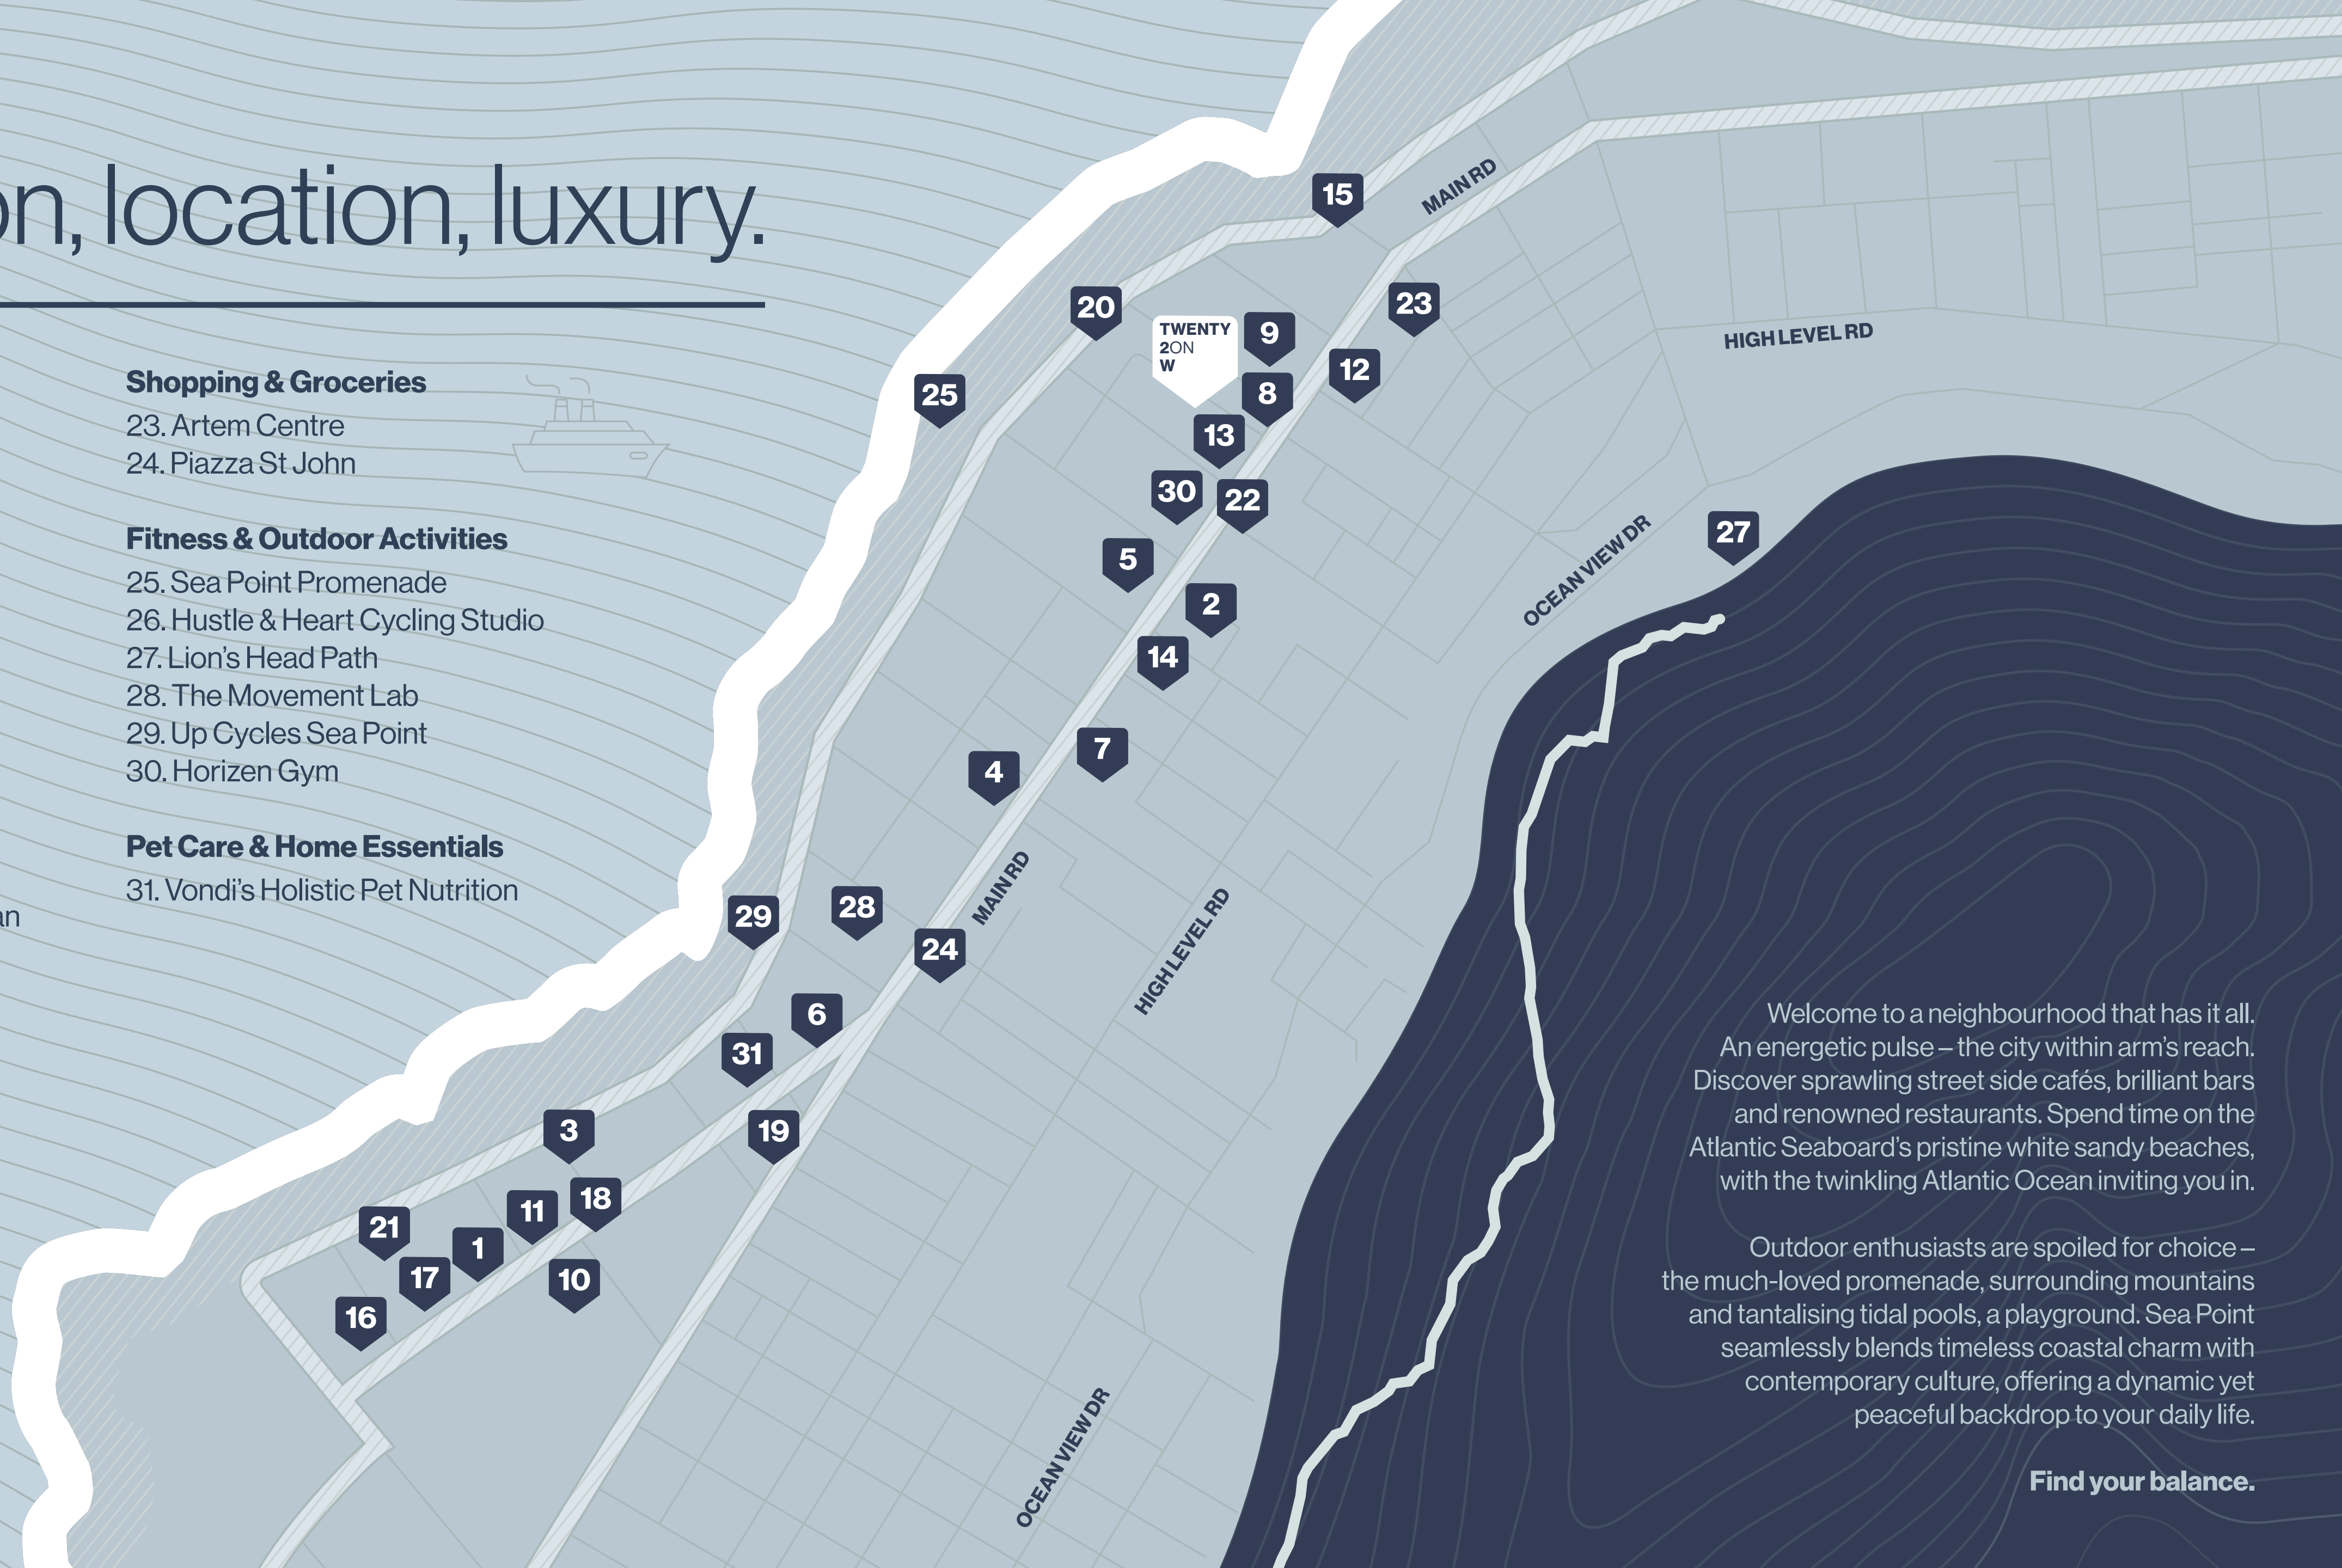 on, location, luxury.
Shopping & Groceries
23. Artem Centre
24. Piazza St John
Fitness & Outdoor Activities
25. Sea Point Promenade
26. Hustle & Heart Cycling Studio
27. Lion's Head Path
28. The Movement Lab
29. Up Cycles Sea Point
30. Horizen Gym
Pet Care & Home Essentials
31. Vondi's Holistic Pet Nutrition
an
15
MAIN RD
20
TWENTY
2ON
W
9
23
HIGH LEVEL RD
25
8
12
13
30
22
27
5
OCEAN VIEW DR
2
14
7
4
MAIN RD
29
28
24
HIGH LEVEL RD
6
31
3
19
21
11
18
1
17
10
16
OCEAN VIEW DR
Welcome to a neighbourhood that has it all.
An energetic pulse – the city within arm's reach.
Discover sprawling street side cafés, brilliant bars
and renowned restaurants. Spend time on the
Atlantic Seaboard's pristine white sandy beaches,
with the twinkling Atlantic Ocean inviting you in.
Outdoor enthusiasts are spoiled for choice –
the much-loved promenade, surrounding mountains
and tantalising tidal pools, a playground. Sea Point
seamlessly blends timeless coastal charm with
contemporary culture, offering a dynamic yet
peaceful backdrop to your daily life.
Find your balance.